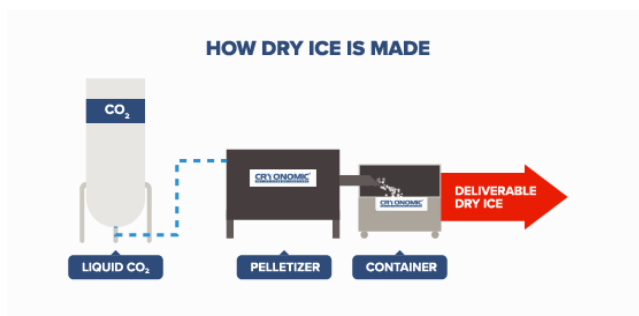 HOW DRY ICE IS MADE
CO₂
CRYONOMIC
CRYONOMIC
DELIVERABLE
DRY ICE
LIQUID CO₂
PELLETIZER
CONTAINER